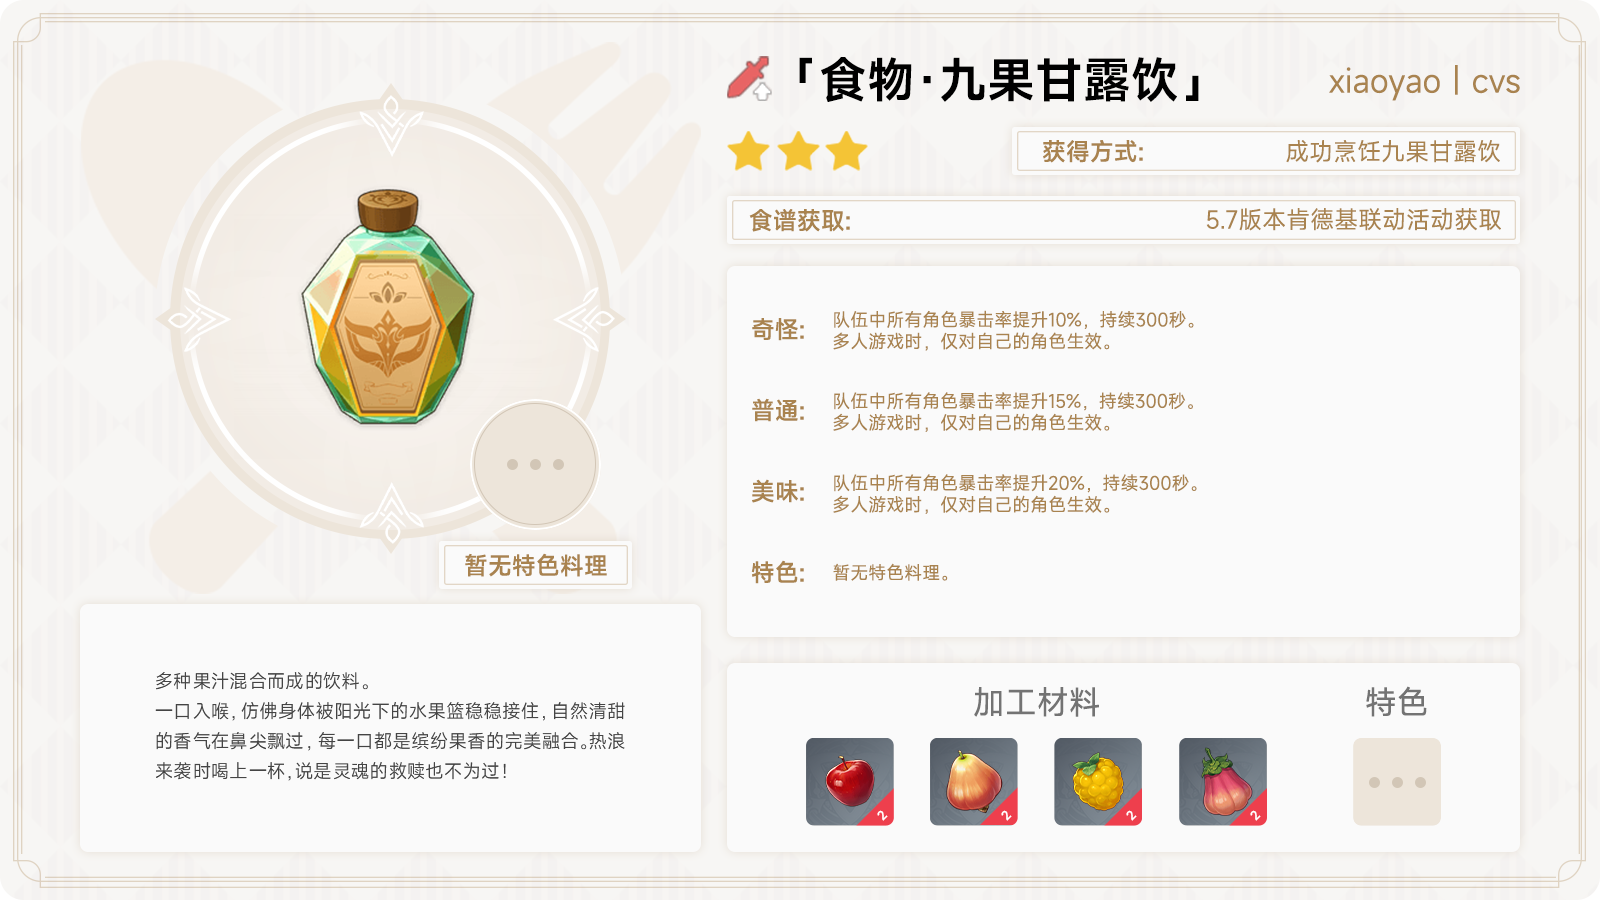 「食物·九果甘露饮」
xiaoyao | cvs
获得方式:
成功烹饪九果甘露饮
食谱获取:
5.7版本肯德基联动活动获取
奇怪:
队伍中所有角色暴击率提升10%，持续300秒。
多人游戏时，仅对自己的角色生效。
普通:
队伍中所有角色暴击率提升15%，持续300秒。
多人游戏时，仅对自己的角色生效。
美味:
队伍中所有角色暴击率提升20%，持续300秒。
多人游戏时，仅对自己的角色生效。
特色:
暂无特色料理。
暂无特色料理
多种果汁混合而成的饮料。
一口入喉，仿佛身体被阳光下的水果篮稳稳接住，自然清甜
的香气在鼻尖飘过，每一口都是缤纷果香的完美融合。热浪
来袭时喝上一杯，说是灵魂的救赎也不为过！
加工材料
特色
2
2
2
2